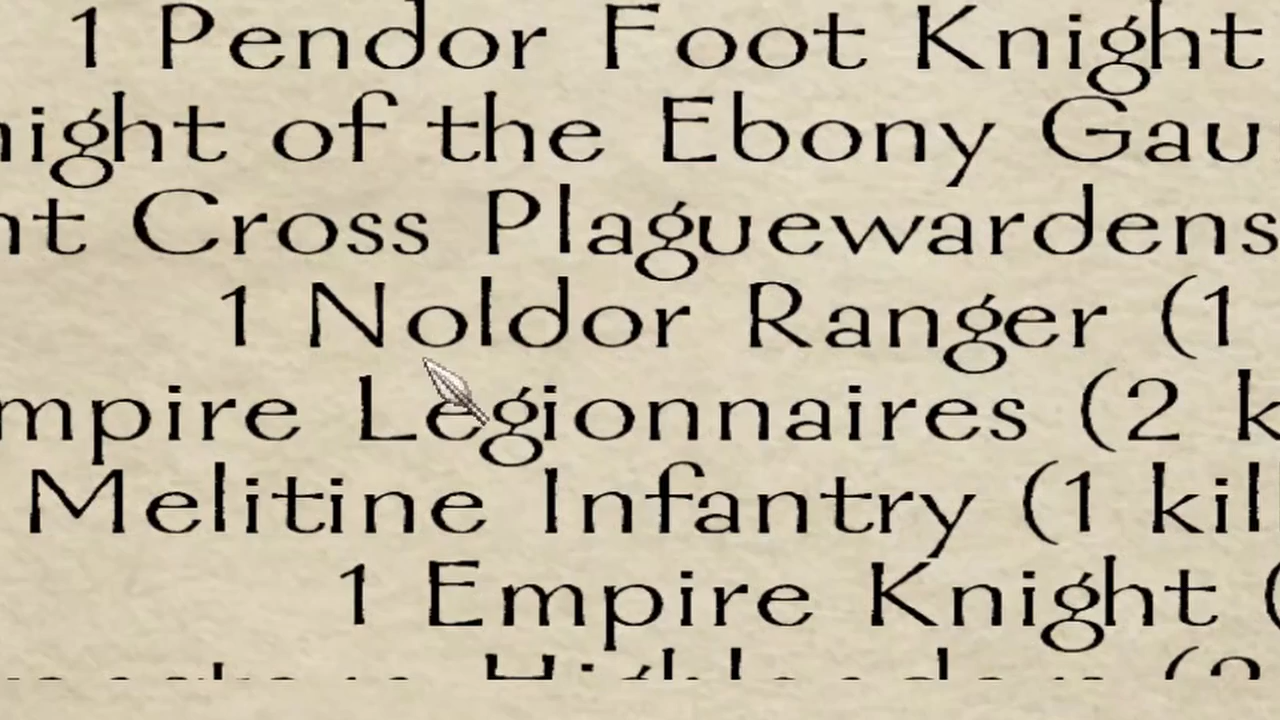 1 Pendor Foot Knight
night of the Ebony Gau
nt Cross Plaguewardens
1 Noldor Ranger (1
mpire Legionnaires (2 k
Melitine Infantry (1 kil
1 Empire Knight (